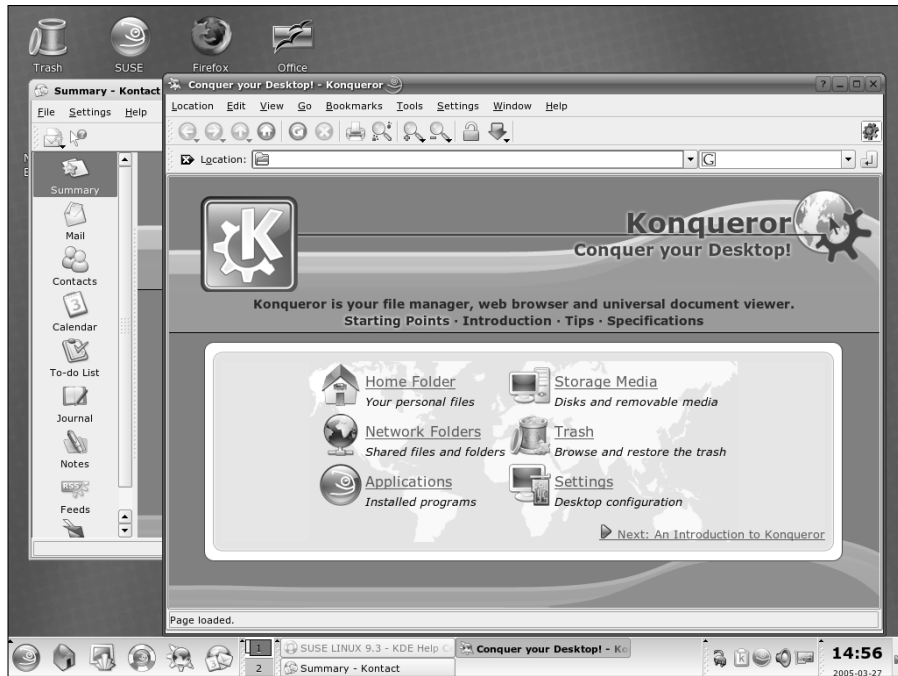 Trash SUSE Firefox Office
Summary - Kontact
File Settings Help
Summary
Mail
Contacts
3
Calendar
To-do List
Journal
Notes
RSS
Feeds
Conquer your Desktop! - Konqueror
Location Edit View Go Bookmarks Tools Settings Window Help
Location:
G
K
Konqueror
Conquer your Desktop!
Konqueror is your file manager, web browser and universal document viewer.
Starting Points · Introduction · Tips · Specifications
Home Folder
Your personal files
Storage Media
Disks and removable media
Network Folders
Shared files and folders
Trash
Browse and restore the trash
Applications
Installed programs
Settings
Desktop configuration
Next: An Introduction to Konqueror
Page loaded.
1
2
SUSE LINUX 9.3 - KDE Help
Conquer your Desktop! - Ko
Summary - Kontact
14:56
2005-03-27